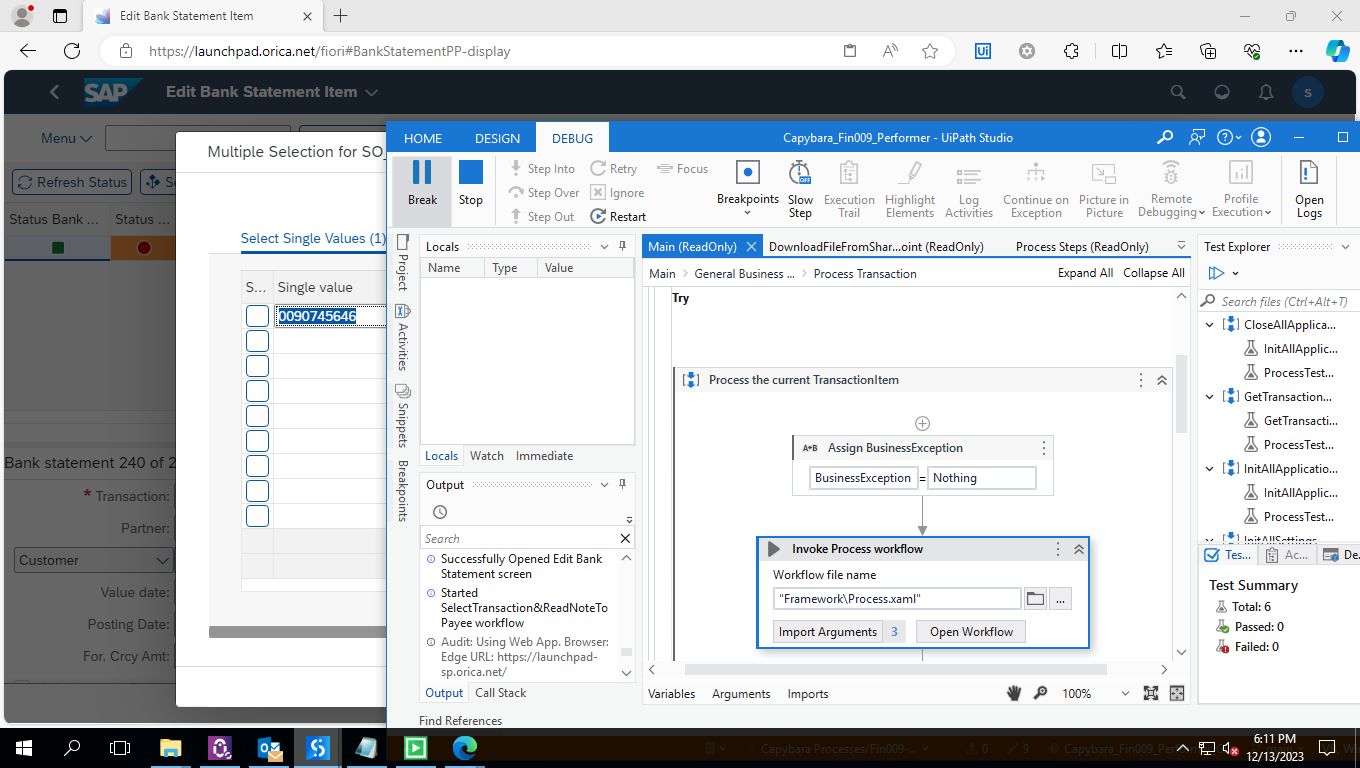 Edit Bank Statement Item
https://launchpad.orica.net/fiori#BankStatementPP-display
SAP
Edit Bank Statement Item
S
Menu
Refresh Status
Status Bank ...
Status ...
Bank statement 240 of 2
* Transaction:
Partner:
Customer
Value date:
Posting Date:
For. Crcy Amt:
Multiple Selection for SO_
Select Single Values (1)
S...
Single value
0090745646
HOME
DESIGN
DEBUG
Capybara_Fin009_Performer - UiPath Studio
Break
Stop
Step Into
Step Over
Step Out
Retry
Ignore
Restart
Focus
Breakpoints
Slow
Step
Execution
Trail
Highlight
Elements
Log
Activities
Continue on
Exception
Picture in
Picture
Remote
Debugging
Profile
Execution
Open
Logs
Project
Activities
Snippets
Breakpoints
Locals
Name
Type
Value
Locals
Watch
Immediate
Output
Search
Successfully Opened Edit Bank
Statement screen
Started
SelectTransaction&ReadNoteTo
Payee workflow
Audit: Using Web App. Browser:
Edge URL: https://launchpad-
sp.orica.net/
Output
Call Stack
Find References
Main (ReadOnly)
DownloadFileFromShar...oint (ReadOnly)
Process Steps (ReadOnly)
Main
General Business ...
Process Transaction
Expand All
Collapse All
Try
Process the current TransactionItem
A+B
Assign BusinessException
BusinessException
=
Nothing
Invoke Process workflow
Workflow file name
"Framework\Process.xaml"
...
Import Arguments
3
Open Workflow
Variables
Arguments
Imports
100%
Test Explorer
Search files (Ctrl+Alt+T)
CloseAllApplica...
InitAllApplic...
ProcessTest...
GetTransaction...
GetTransacti...
ProcessTest...
InitAllApplicatio...
InitAllApplic...
ProcessTest...
InitAllSettings
Tes...
Ac...
De.
Test Summary
Total: 6
Passed: 0
Failed: 0
Capybara Processes/Fin009-...
0
9
Capybara_Fin009_Performer
6:11 PM
12/13/2023